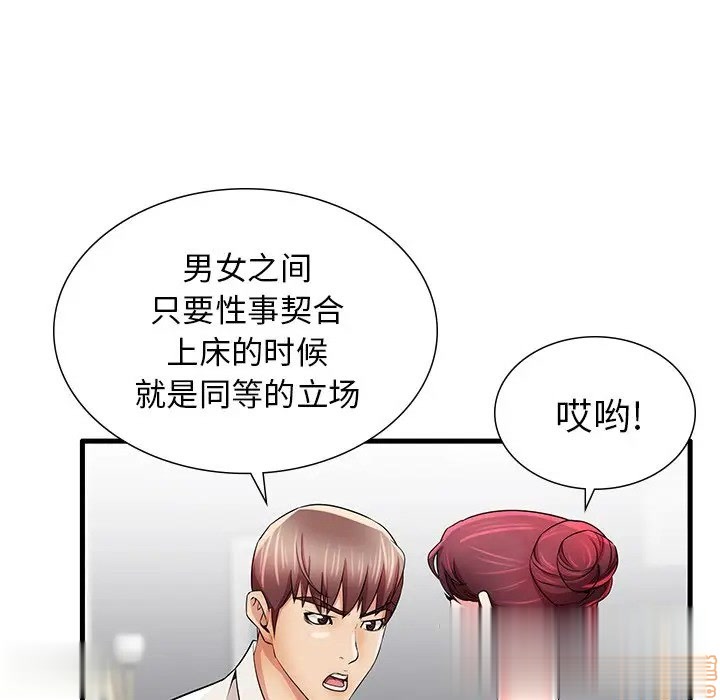 男女之间
只要性事契合
上床的时候
就是同等的立场
哎哟!